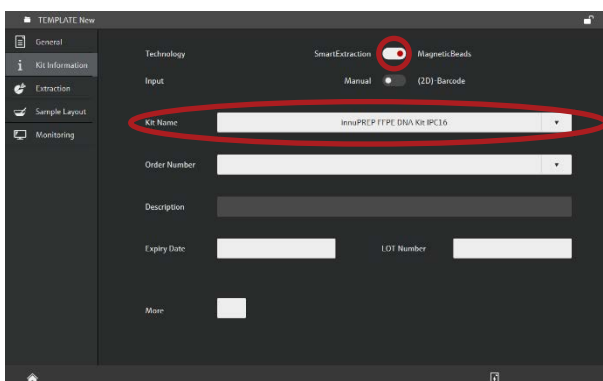 TEMPLATE New
General
Kit Information
Extraction
Sample Layout
Monitoring
Technology SmartExtraction MagneticBeads
Input Manual (2D)-Barcode
Kit Name innuPREP FFPE DNA Kit IPC16
Order Number
Description
Expiry Date LOT Number
More